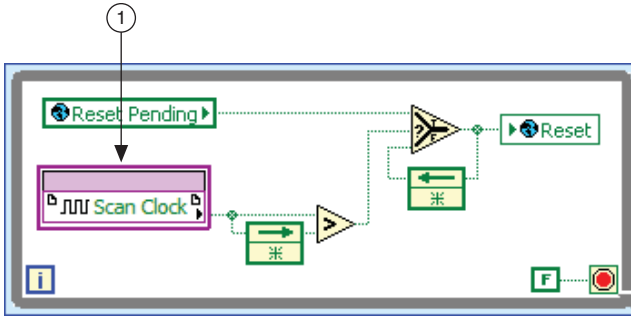 1
Reset Pending
? T F
Reset
Scan Clock
>
i
F